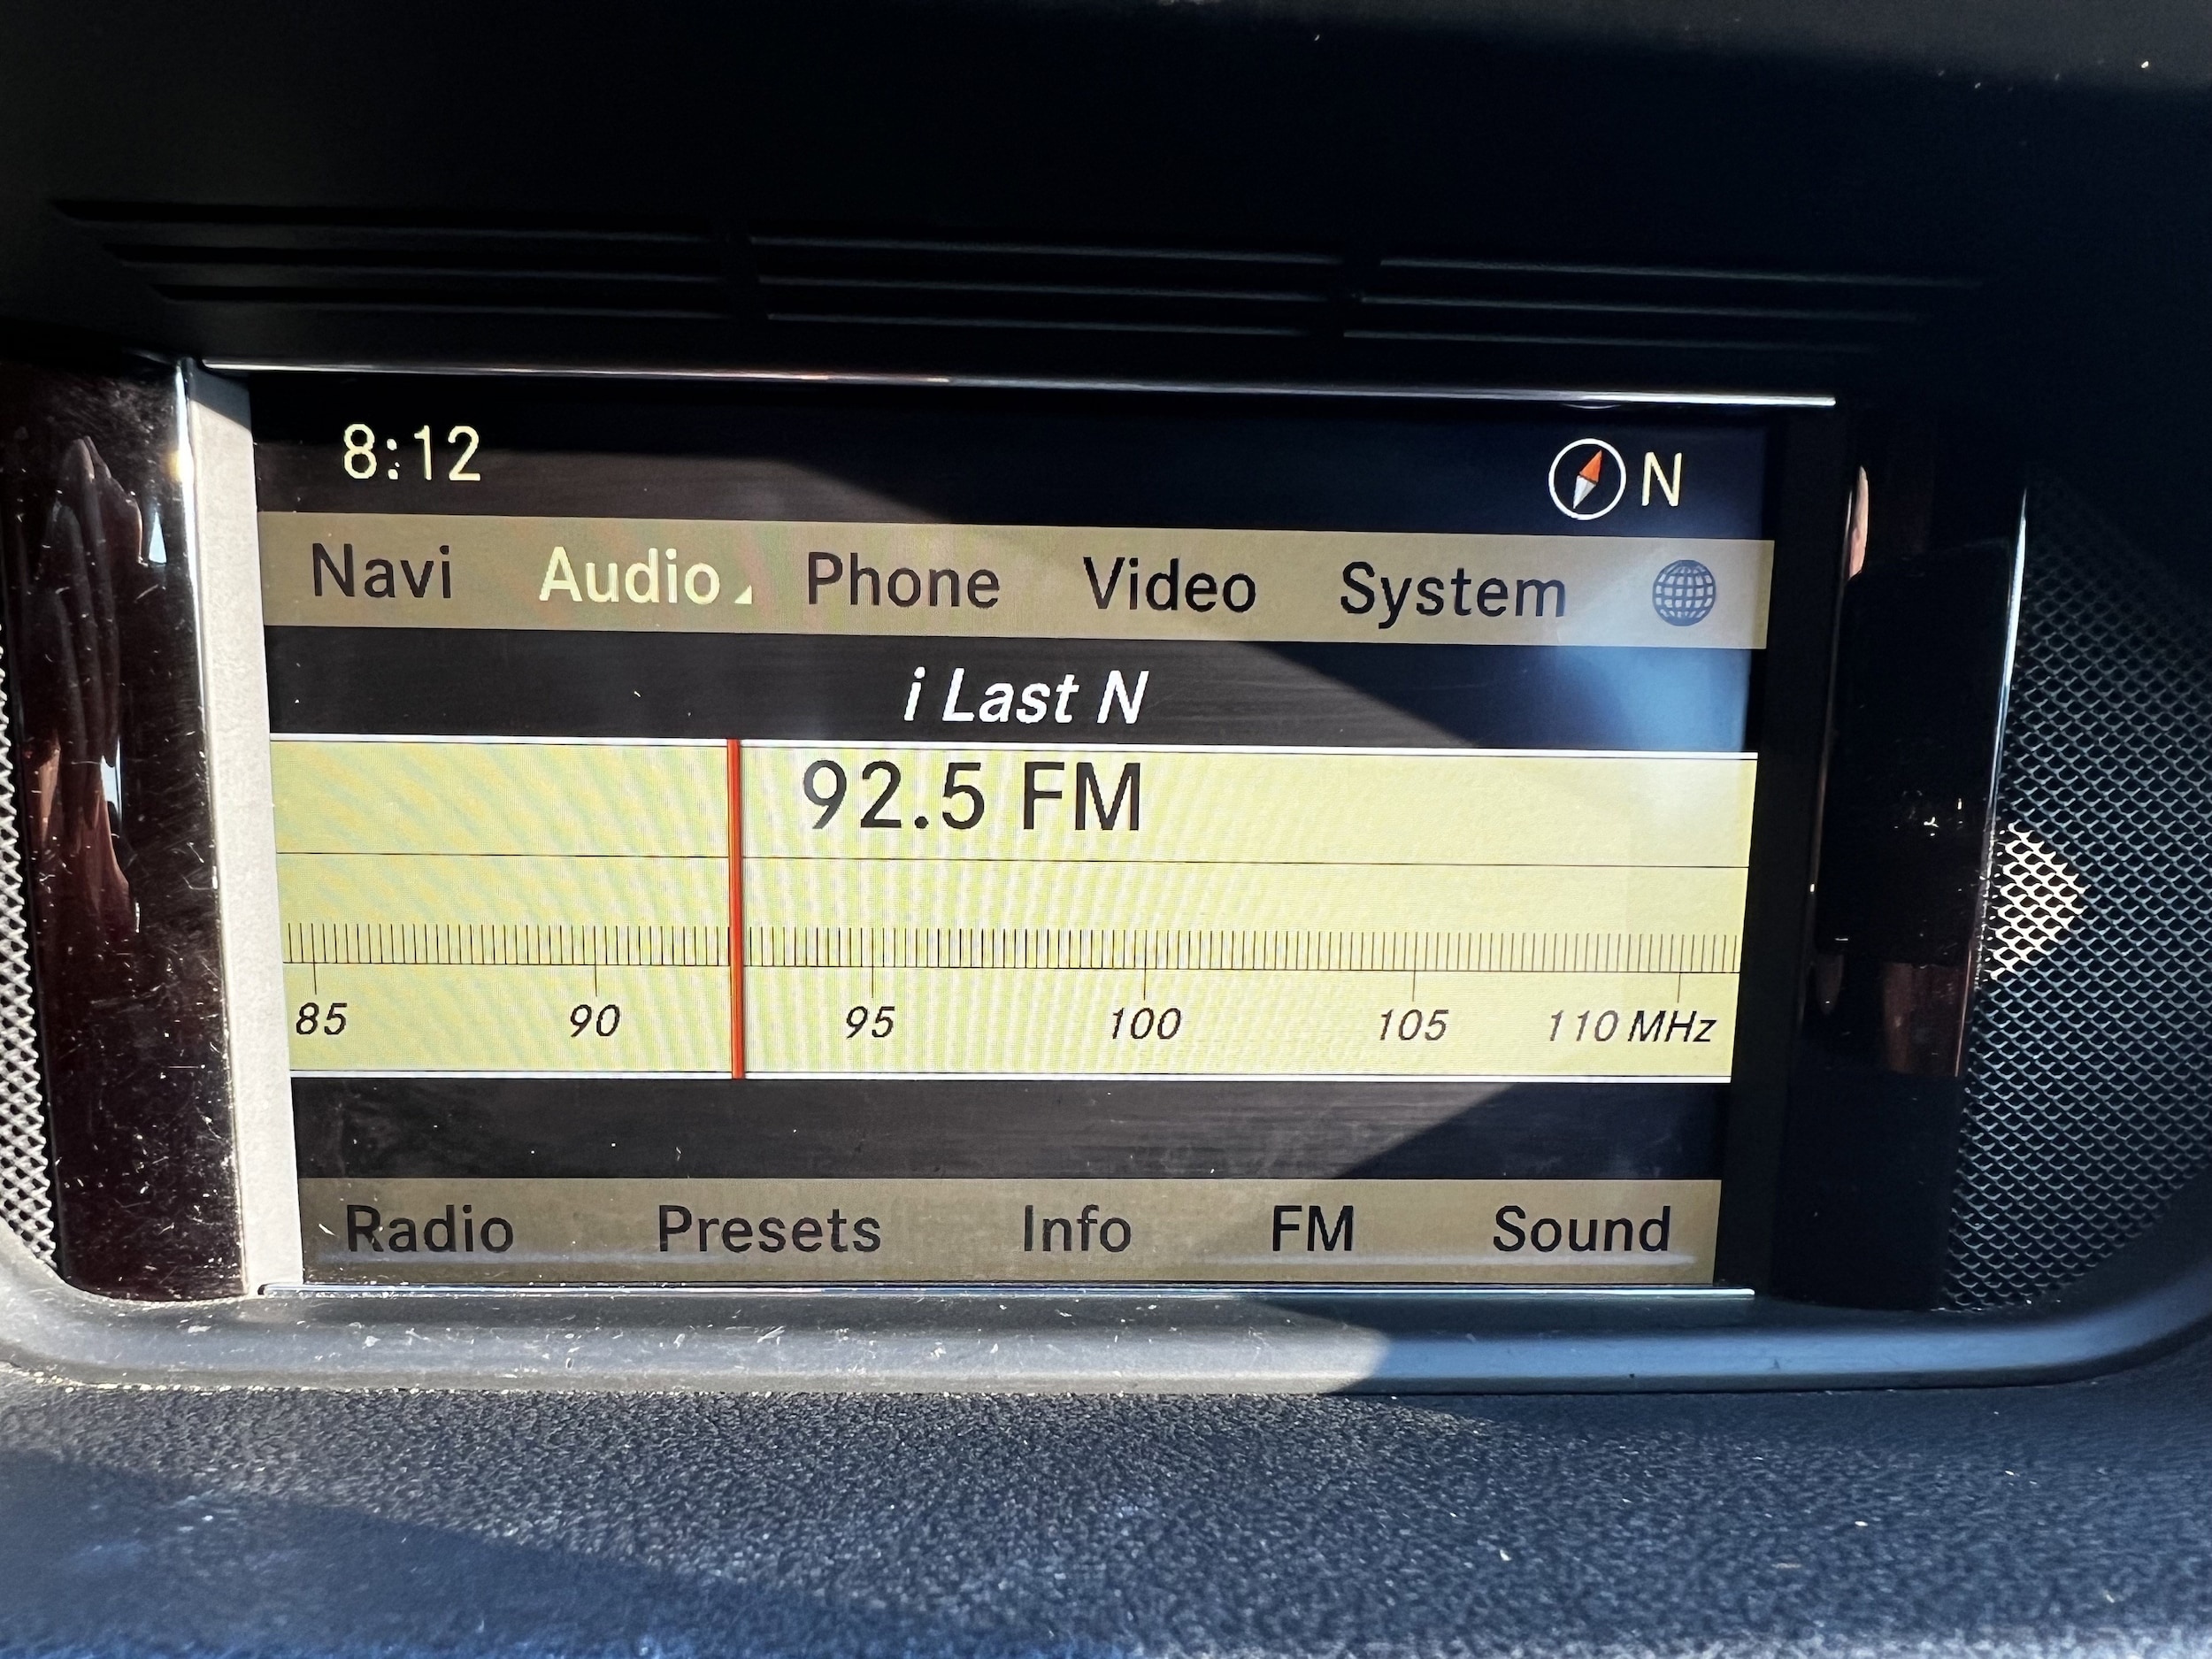 8:12 N
Navi Audio Phone Video System
i Last N
92.5 FM
85 90 95 100 105 110 MHz
Radio Presets Info FM Sound